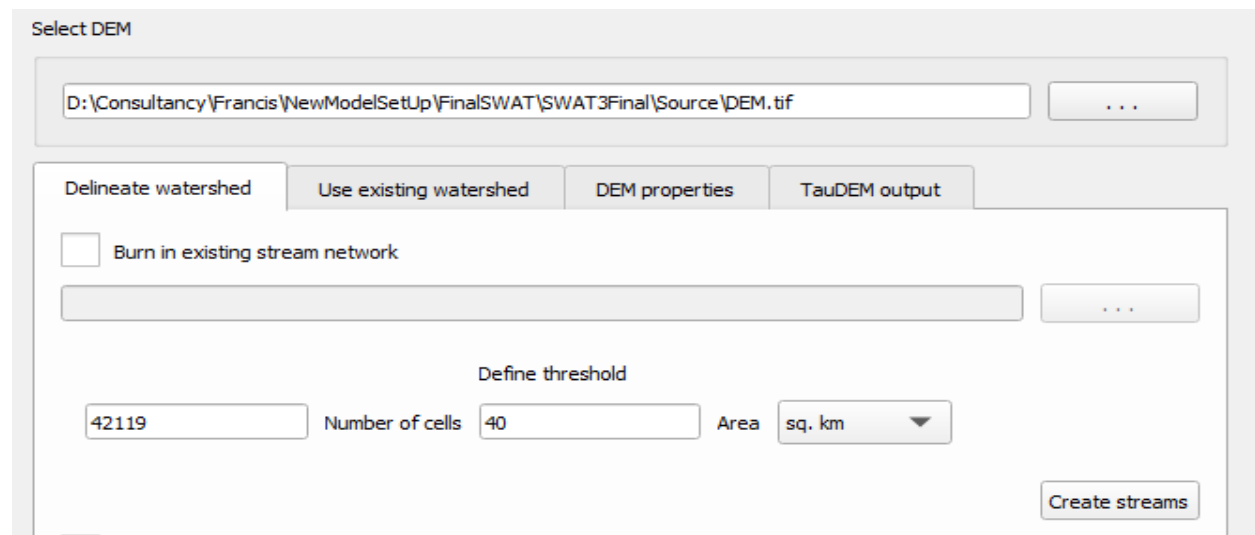 Select DEM
D:\Consultancy\Francis\NewModelSetUp\FinalSWAT\SWAT3Final\Source\DEM.tif ...
Delineate watershed Use existing watershed DEM properties TauDEM output
Burn in existing stream network
...
Define threshold
42119 Number of cells 40 Area sq. km
Create streams